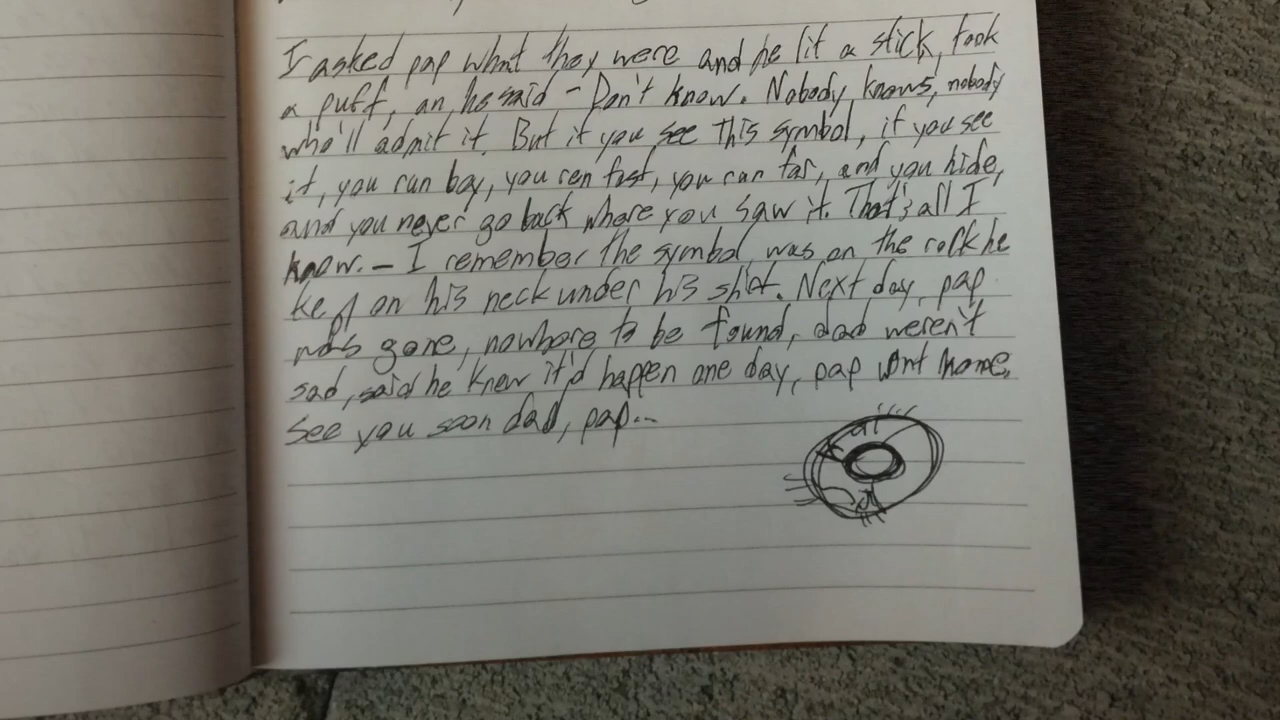 I asked pap what they were and he lit a stick, took
a puff, an he said - Don't know. Nobody knows, nobody
who'll admit it. But if you see this symbol, if you see
it, you run boy, you run fast, you run far, and you hide,
and you never go back where you saw it. That's all I
know. - I remember the symbol was on the rock he
kept on his neck under his shirt. Next day, pap
was gone, nowhere to be found, dad weren't
sad, said he knew it'd happen one day, pap went home.
See you soon dad, pap...